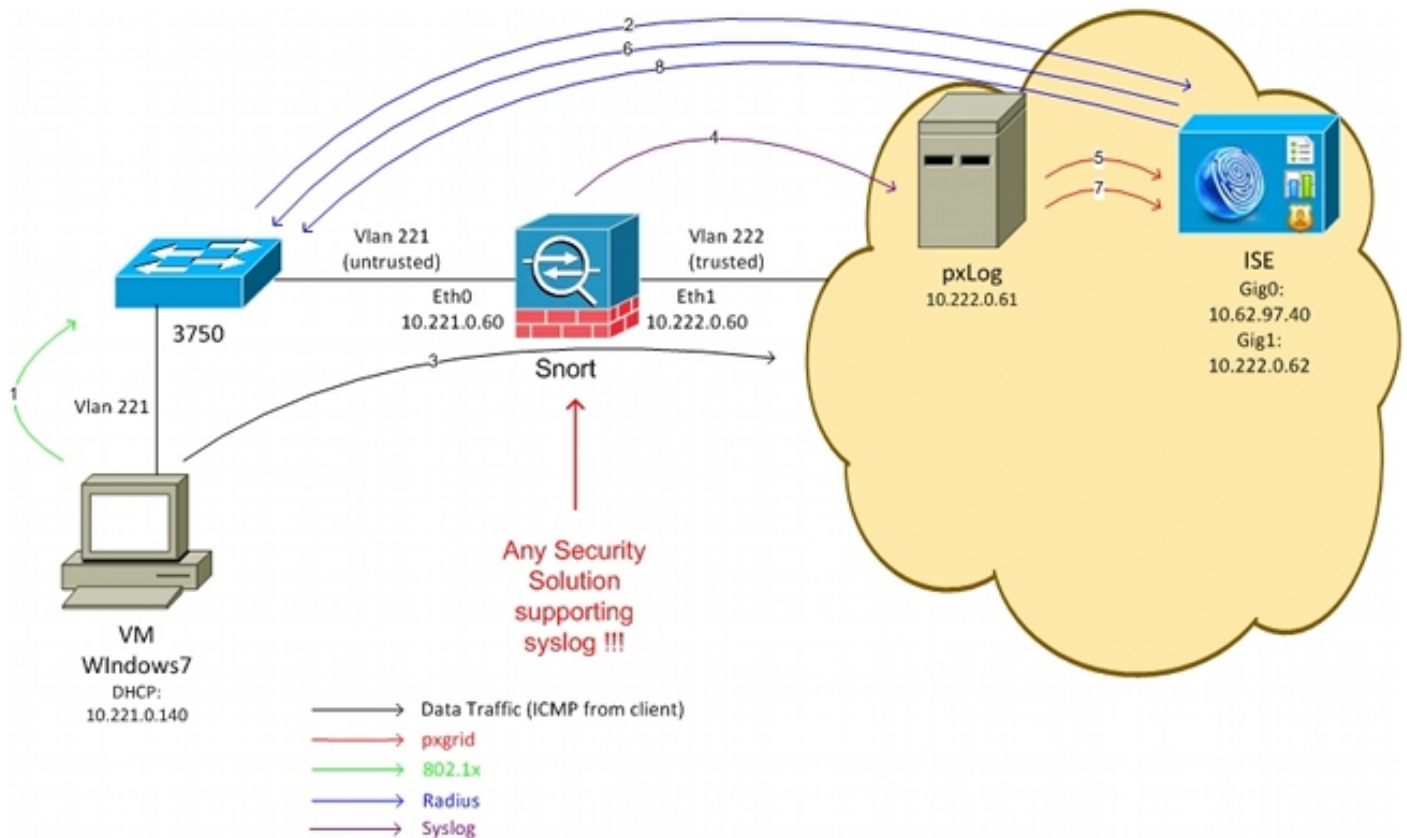 2
6
8
4
5
7
Vlan 221
(untrusted)
Vlan 222
(trusted)
Eth0
10.221.0.60
Eth1
10.222.0.60
3750
Snort
pxLog
10.222.0.61
ISE
Gig0:
10.62.97.40
Gig1:
10.222.0.62
3
1
Vlan 221
Any Security
Solution
supporting
syslog !!!
VM
WIndows7
DHCP:
10.221.0.140
Data Traffic (ICMP from client)
pxgrid
802.1x
Radius
Syslog